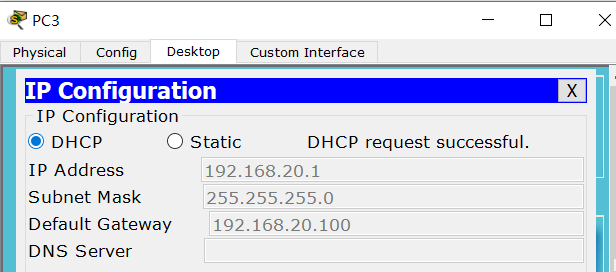 PC3
Physical Config Desktop Custom Interface
IP Configuration X
IP Configuration
DHCP Static DHCP request successful.
IP Address 192.168.20.1
Subnet Mask 255.255.255.0
Default Gateway 192.168.20.100
DNS Server